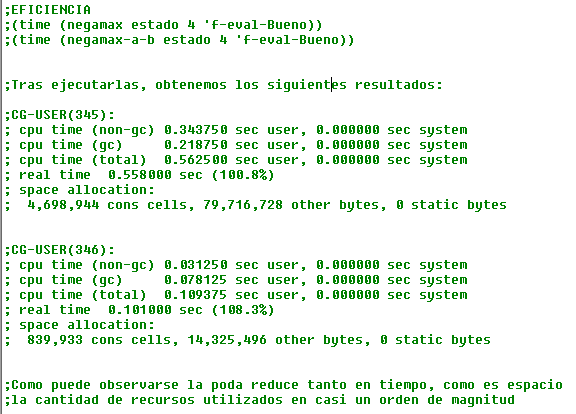 ;EFICIENCIA
;(time (negamax estado 4 'f-eval-Bueno))
;(time (negamax-a-b estado 4 'f-eval-Bueno))
;Tras ejecutarlas, obtenemos los siguientes resultados:
;CG-USER(345):
; cpu time (non-gc) 0.343750 sec user, 0.000000 sec system
; cpu time (gc)     0.218750 sec user, 0.000000 sec system
; cpu time (total)  0.562500 sec user, 0.000000 sec system
; real time  0.558000 sec (100.8%)
; space allocation:
;  4,698,944 cons cells, 79,716,728 other bytes, 0 static bytes
;CG-USER(346):
; cpu time (non-gc) 0.031250 sec user, 0.000000 sec system
; cpu time (gc)     0.078125 sec user, 0.000000 sec system
; cpu time (total)  0.109375 sec user, 0.000000 sec system
; real time  0.101000 sec (108.3%)
; space allocation:
;  839,933 cons cells, 14,325,496 other bytes, 0 static bytes
;Como puede observarse la poda reduce tanto en tiempo, como es espacio
;la cantidad de recursos utilizados en casi un orden de magnitud